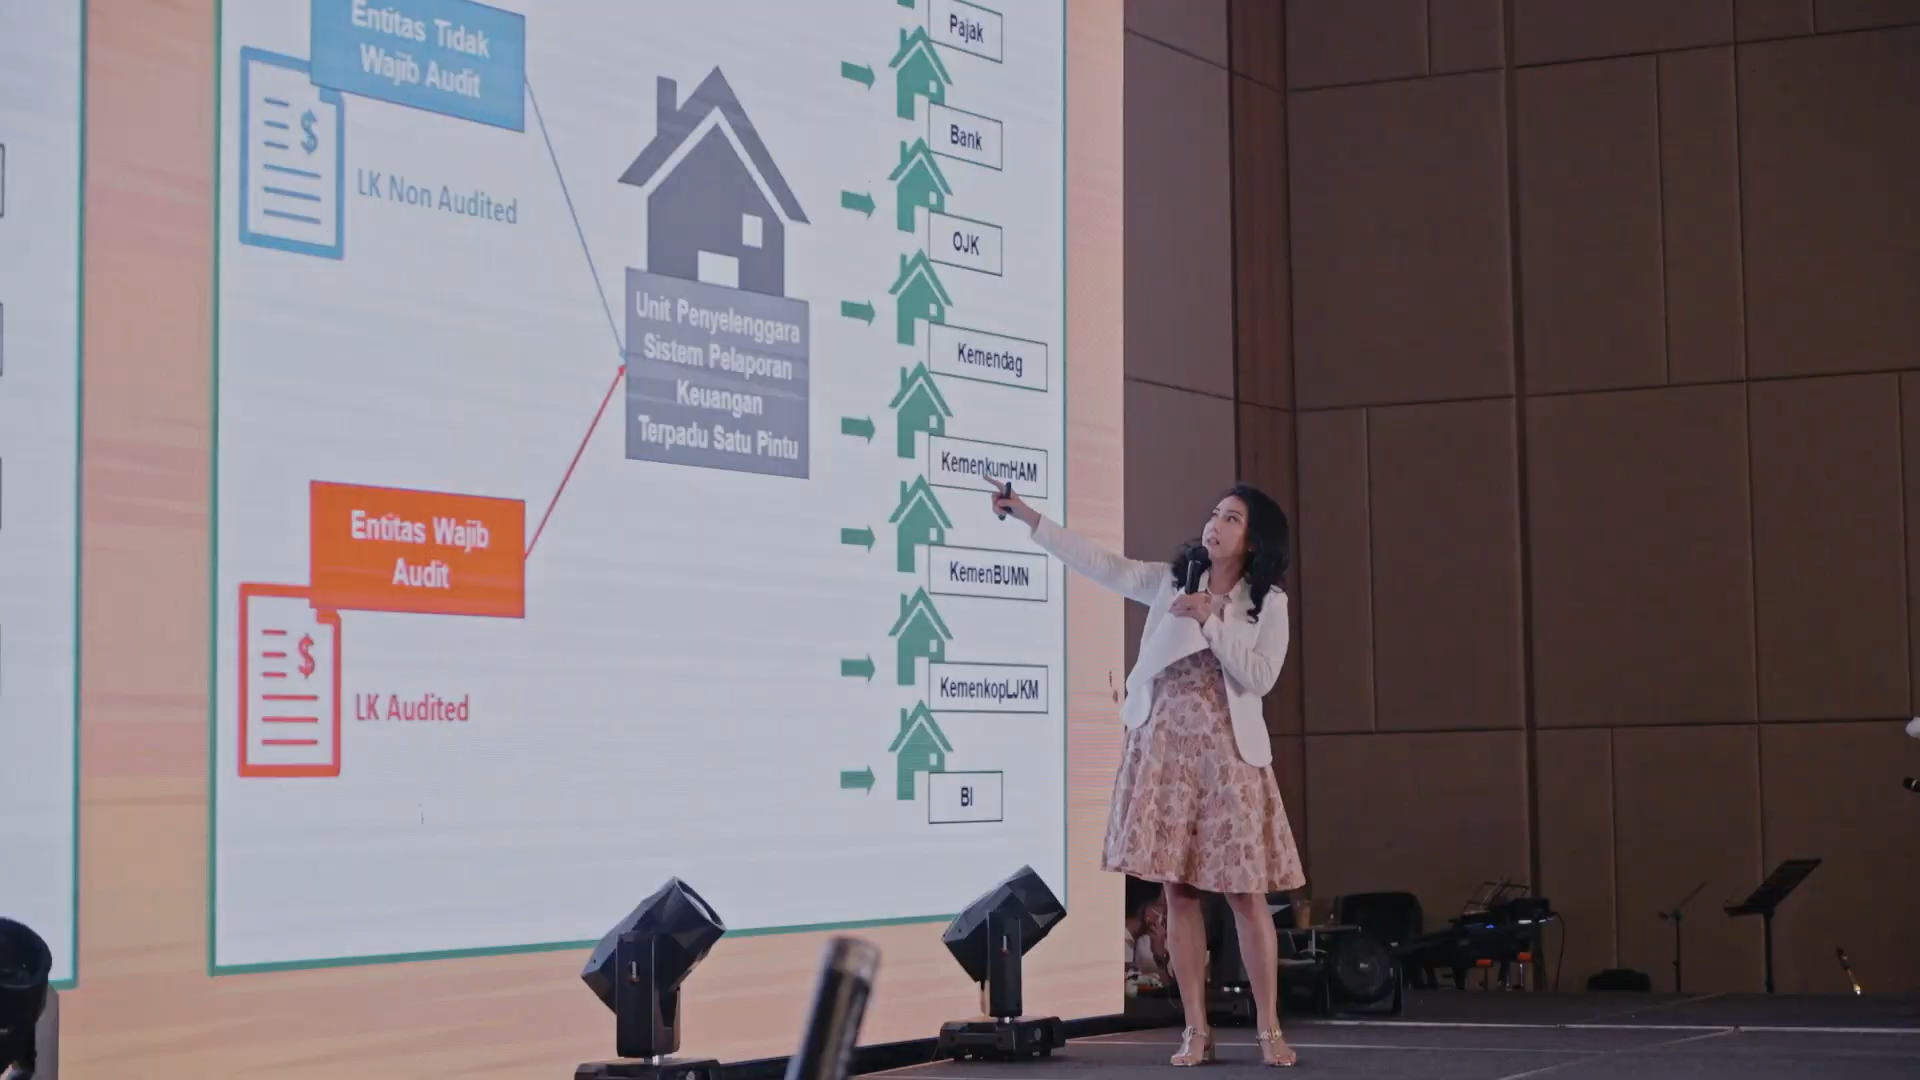 Entitas Tidak
Wajib Audit
$
LK Non Audited
Unit Penyelenggara
Sistem Pelaporan
Keuangan
Terpadu Satu Pintu
Entitas Wajib
Audit
$
LK Audited
Pajak
Bank
OJK
Kemendag
KemenkumHAM
KemenBUMN
KemenkopLJKM
BI